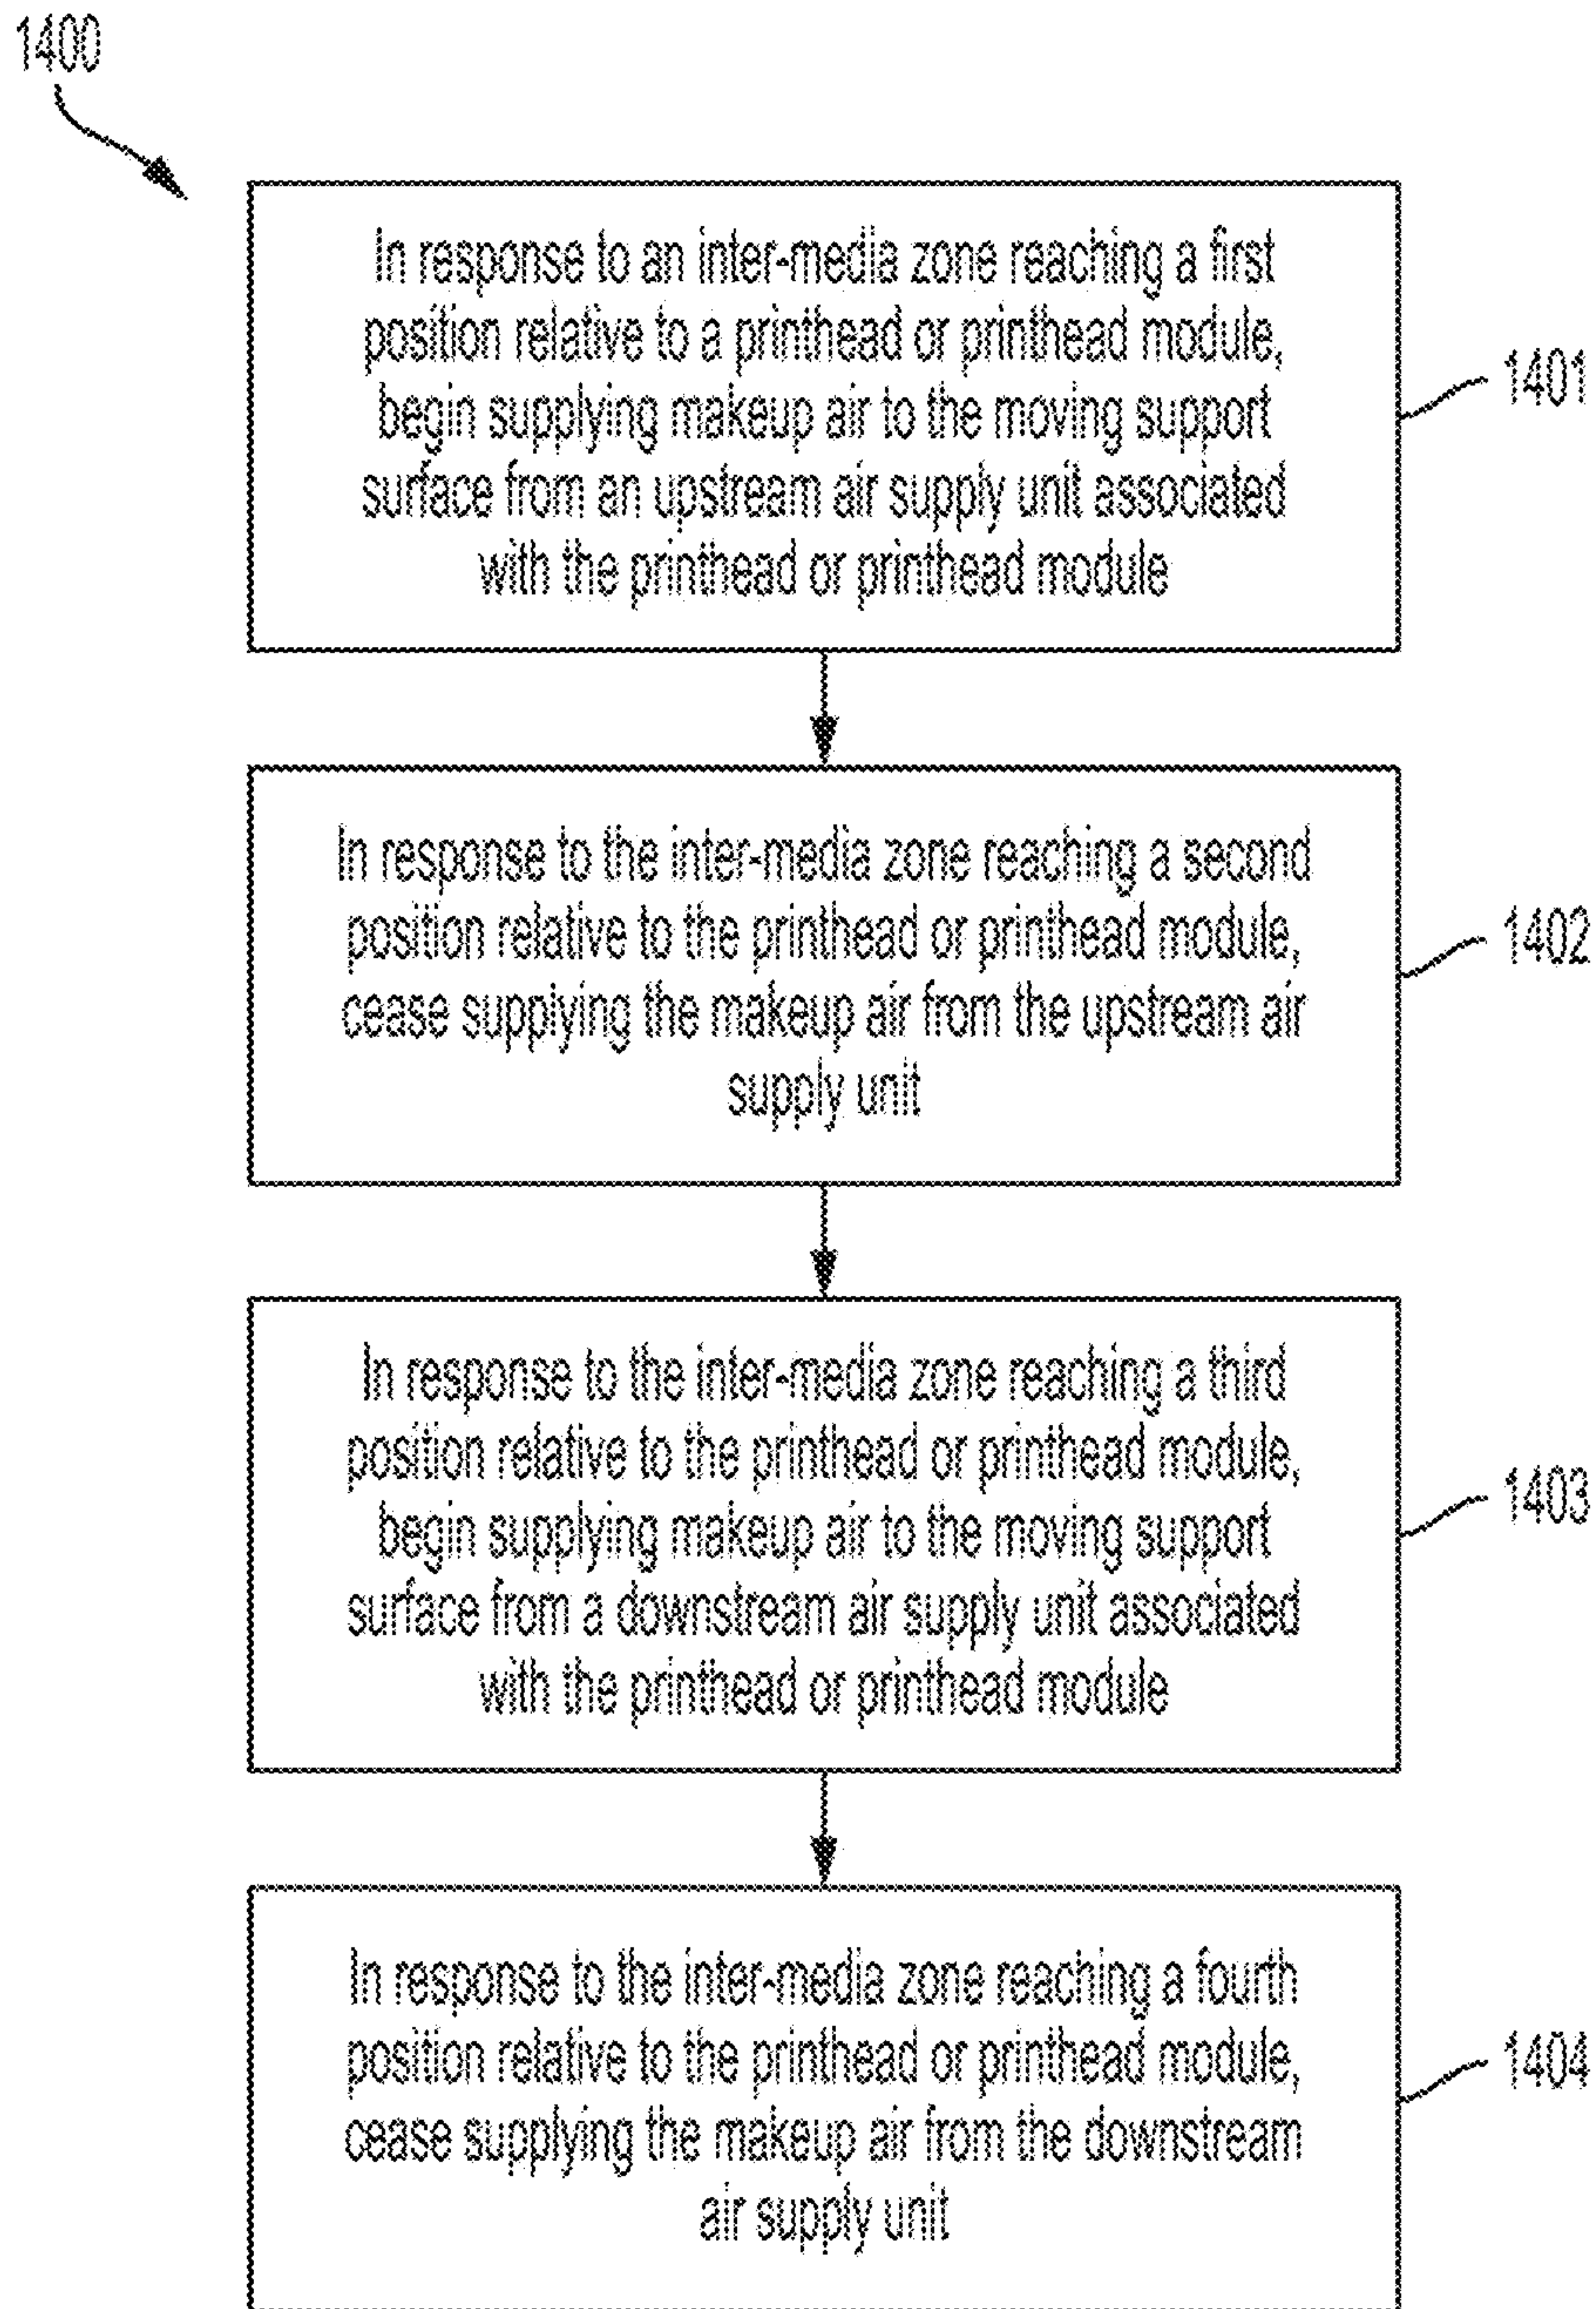 1400
In response to an inter-media zone reaching a first
position relative to a printhead or printhead module,
begin supplying makeup air to the moving support
surface from an upstream air supply unit associated
with the printhead or printhead module
1401
In response to the inter-media zone reaching a second
position relative to the printhead or printhead module,
cease supplying the makeup air from the upstream air
supply unit
1402
In response to the inter-media zone reaching a third
position relative to the printhead or printhead module,
begin supplying makeup air to the moving support
surface from a downstream air supply unit associated
with the printhead or printhead module
1403
In response to the inter-media zone reaching a fourth
position relative to the printhead or printhead module,
cease supplying the makeup air from the downstream
air supply unit
1404